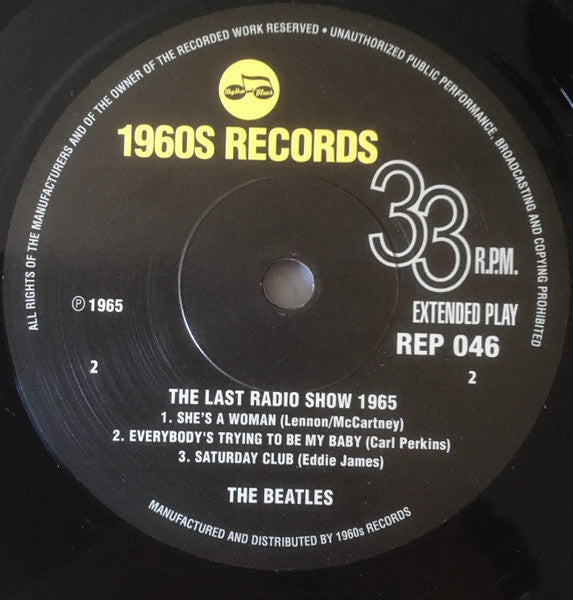 ALL RIGHTS OF THE MANUFACTURERS AND OF THE OWNER OF THE RECORDED WORK RESERVED • UNAUTHORIZED PUBLIC PERFORMANCE, BROADCASTING AND COPYING PROHIBITED
Rhythm and Blues
1960S RECORDS
33 R.P.M.
EXTENDED PLAY
REP 046
℗ 1965
2
2
THE LAST RADIO SHOW 1965
1. SHE'S A WOMAN (Lennon/McCartney)
2. EVERYBODY'S TRYING TO BE MY BABY (Carl Perkins)
3. SATURDAY CLUB (Eddie James)
THE BEATLES
MANUFACTURED AND DISTRIBUTED BY 1960s RECORDS